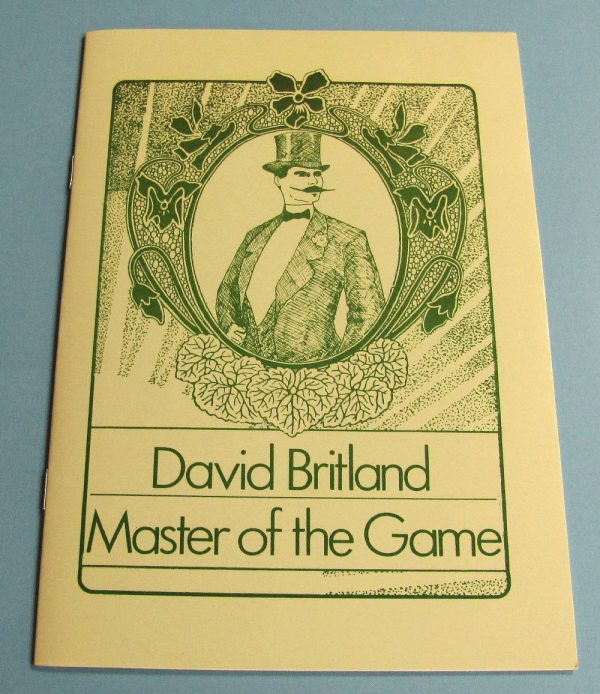 David Britland
Master of the Game